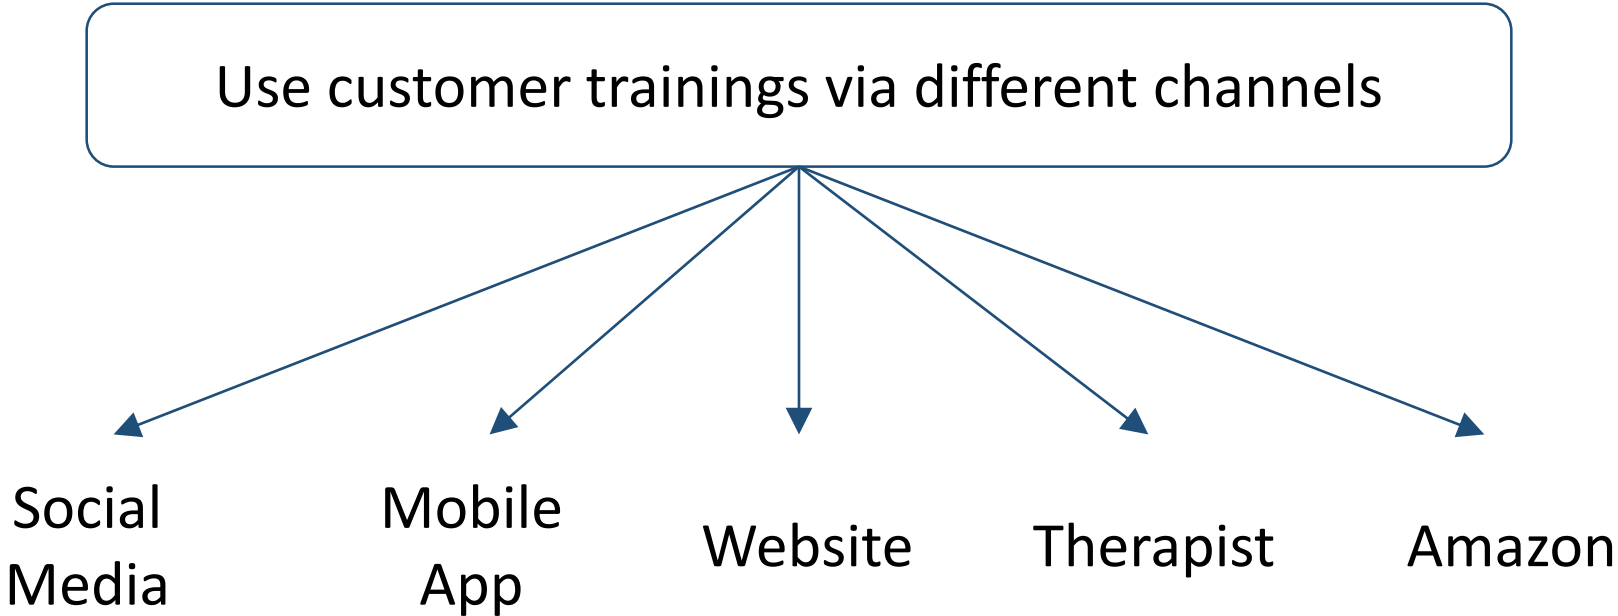 Use customer trainings via different channels
Social
Media
Mobile
App
Website
Therapist
Amazon